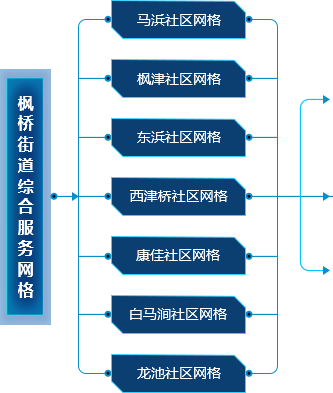 枫桥街道综合服务网格
马浜社区网格
枫津社区网格
东浜社区网格
西津桥社区网格
康佳社区网格
白马涧社区网格
龙池社区网格